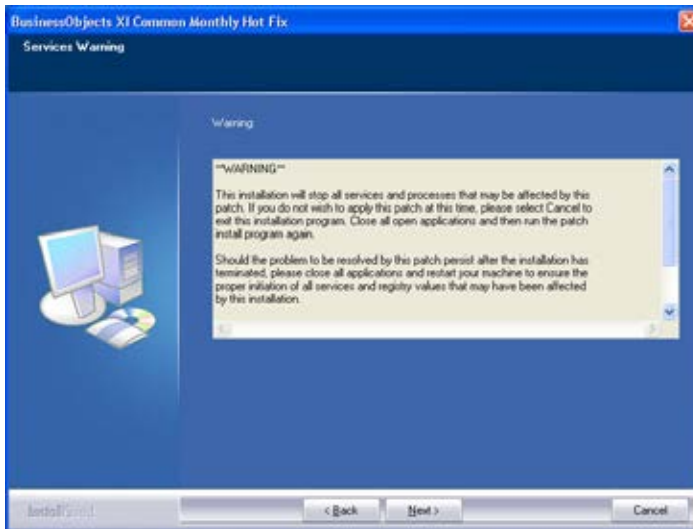 BusinessObjects XI Common Monthly Hot Fix
Services Warning
Warning
**WARNING**
This installation will stop all services and processes that may be affected by this
patch. If you do not wish to apply this patch at this time, please select Cancel to
exit this installation program. Close all open applications and then run the patch
install program again.
Should the problem to be resolved by this patch persist after the installation has
terminated, please close all applications and restart your machine to ensure the
proper initiation of all services and registry values that may have been affected
by this installation.
InstallShield
< Back Next > Cancel